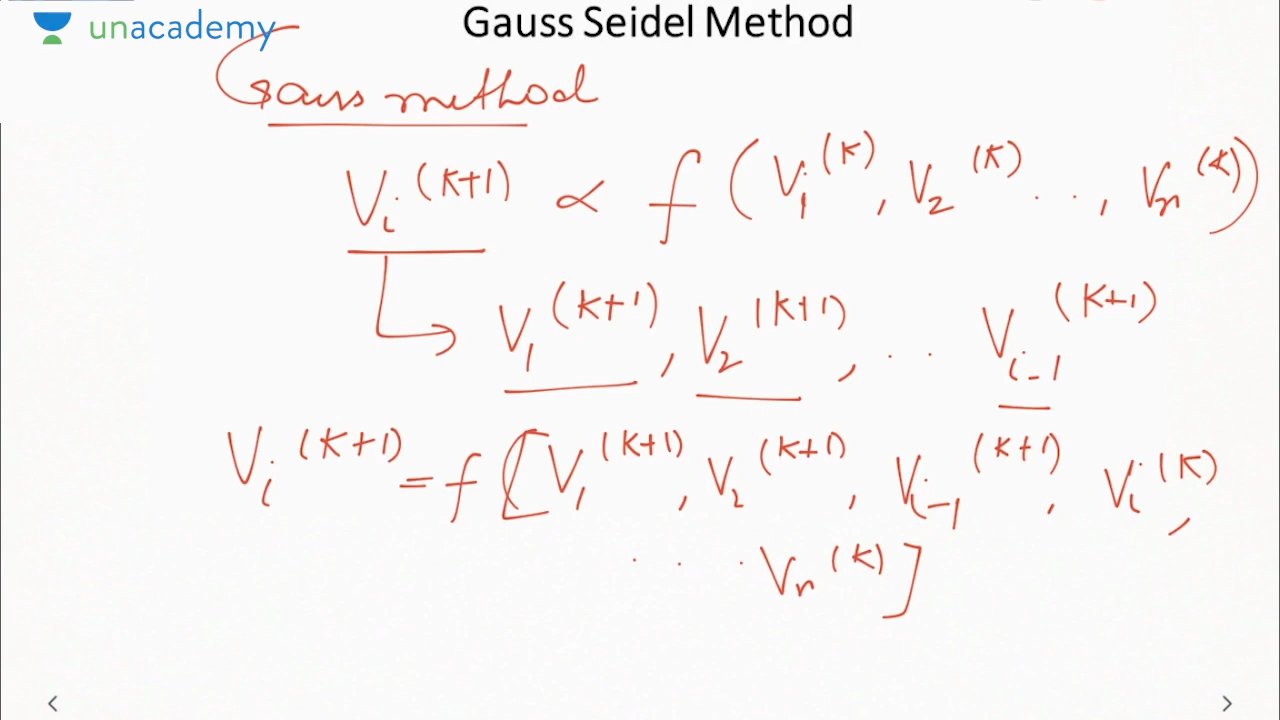 unacademy
Gauss Seidel Method
Gauss method
Vi^(k+1) ∝ f (V1^(k), V2^(k) . . , Vn^(k))
V1^(k+1), V2^(k+1), . . Vi-1^(k+1)
Vi^(k+1) = f [V1^(k+1), V2^(k+1), Vi-1^(k+1), Vi^(k),
. . . Vn^(k)]